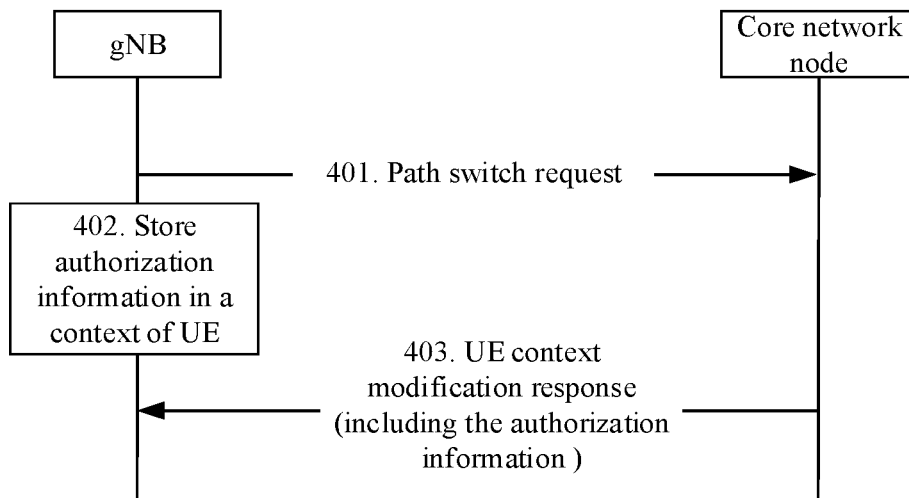 gNB
Core network
node
401. Path switch request
402. Store
authorization
information in a
context of UE
403. UE context
modification response
(including the authorization
information )